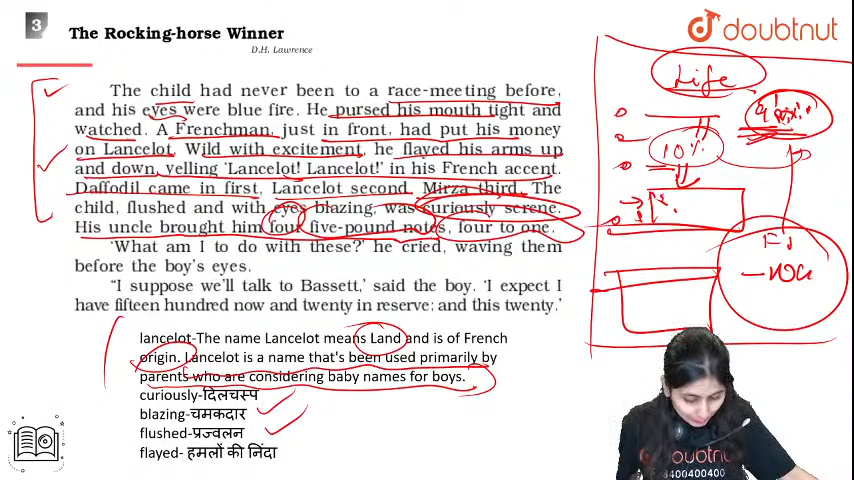 3
The Rocking-horse Winner
D.H. Lawrence
doubtnut
The child had never been to a race-meeting before,
and his eyes were blue fire. He pursed his mouth tight and
watched. A Frenchman, just in front, had put his money
on Lancelot. Wild with excitement, he flayed his arms up
and down, yelling 'Lancelot! Lancelot!' in his French accent.
Daffodil came in first, Lancelot second, Mirza third. The
child, flushed and with eyes blazing, was curiously serene.
His uncle brought him four five-pound notes, four to one.
'What am I to do with these?' he cried, waving them
before the boy's eyes.
"I suppose we'll talk to Bassett,' said the boy. 'I expect I
have fifteen hundred now and twenty in reserve; and this twenty.'
lancelot-The name Lancelot means Land and is of French
origin. Lancelot is a name that's been used primarily by
parents who are considering baby names for boys.
curiously-दिलचस्प
blazing-चमकदार
flushed-प्रज्वलन
flayed- हमलों की निंदा
Life
10%
doubtnut
8400400400